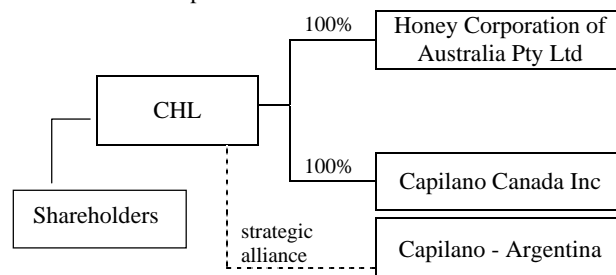 100%
Honey Corporation of
Australia Pty Ltd
CHL
100%
Capilano Canada Inc
Shareholders
strategic
alliance
Capilano - Argentina